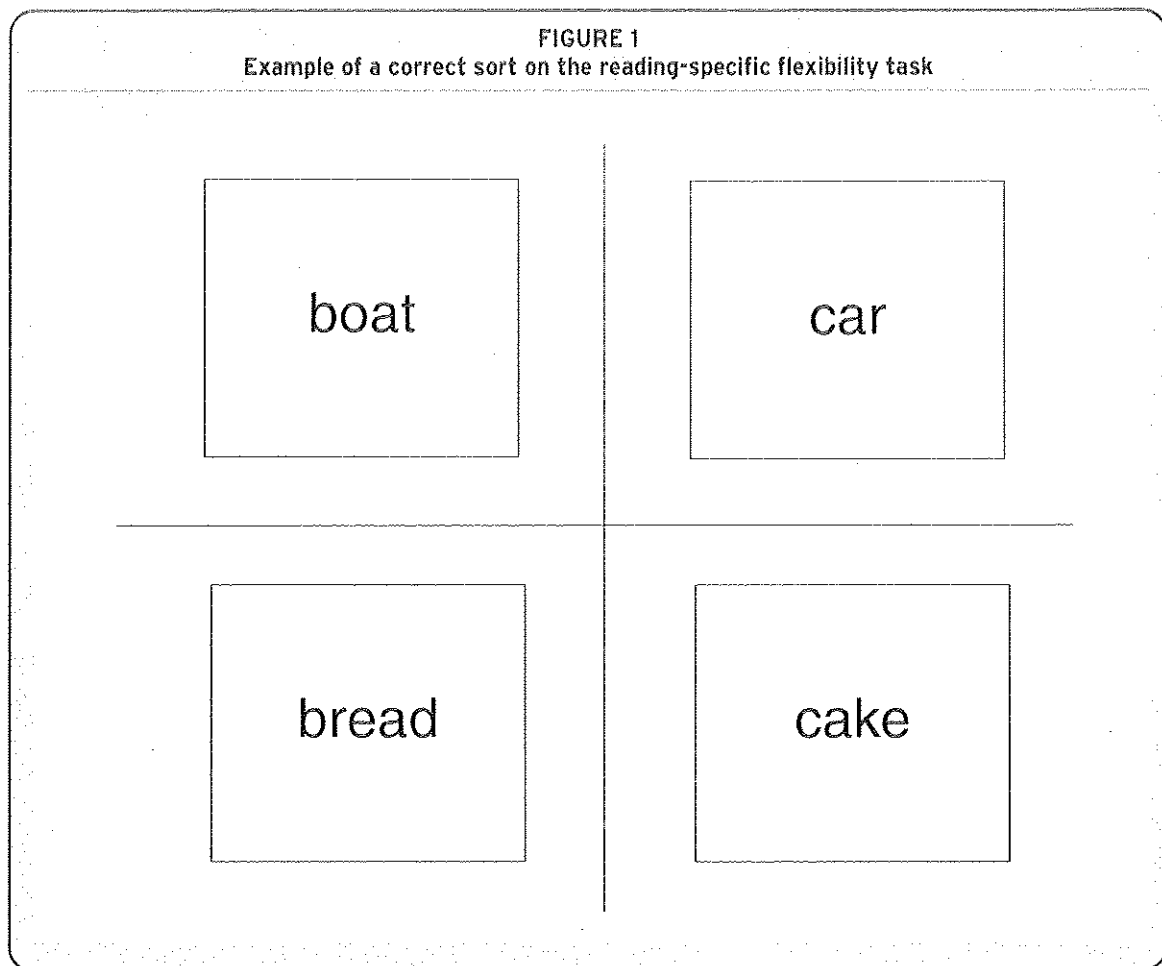 FIGURE 1
Example of a correct sort on the reading-specific flexibility task
boat
car
bread
cake